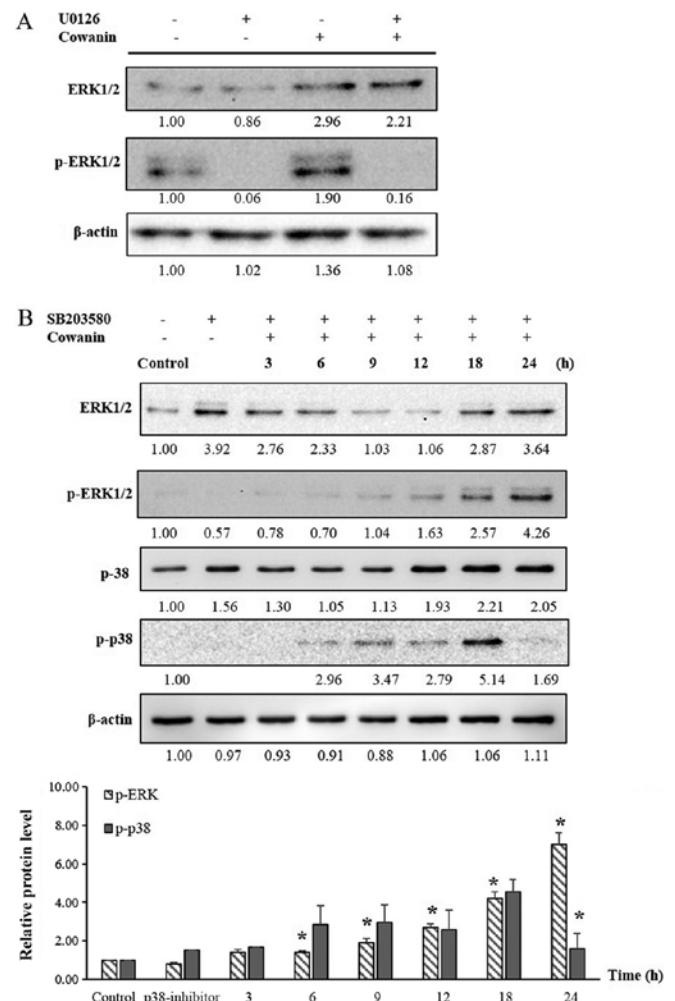 A
U0126 - + - +
Cowanin - - + +
ERK1/2
1.00 0.86 2.96 2.21
p-ERK1/2
1.00 0.06 1.90 0.16
β-actin
1.00 1.02 1.36 1.08
B
SB203580 - + + + + + + +
Cowanin - - + + + + + +
Control 3 6 9 12 18 24 (h)
ERK1/2
1.00 3.92 2.76 2.33 1.03 1.06 2.87 3.64
p-ERK1/2
1.00 0.57 0.78 0.70 1.04 1.63 2.57 4.26
p-38
1.00 1.56 1.30 1.05 1.13 1.93 2.21 2.05
p-p38
1.00 2.96 3.47 2.79 5.14 1.69
β-actin
1.00 0.97 0.93 0.91 0.88 1.06 1.06 1.11
Relative protein level
10.00
8.00
6.00
4.00
2.00
0.00
p-ERK
p-p38
* * * * * *
Control p38-inhibitor 3 6 9 12 18 24
Time (h)